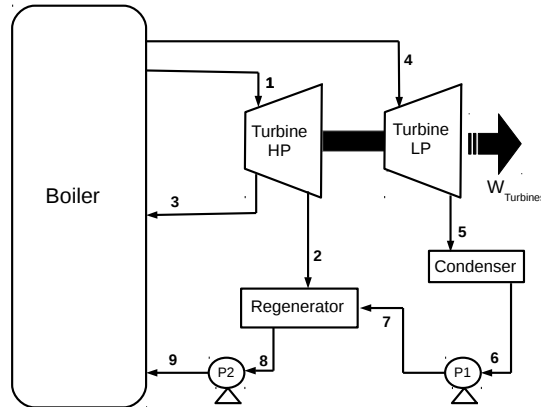 4
1
Turbine
HP
Turbine
LP
W Turbines
Boiler
3
2
5
Condenser
Regenerator
7
6
9
P2
8
P1